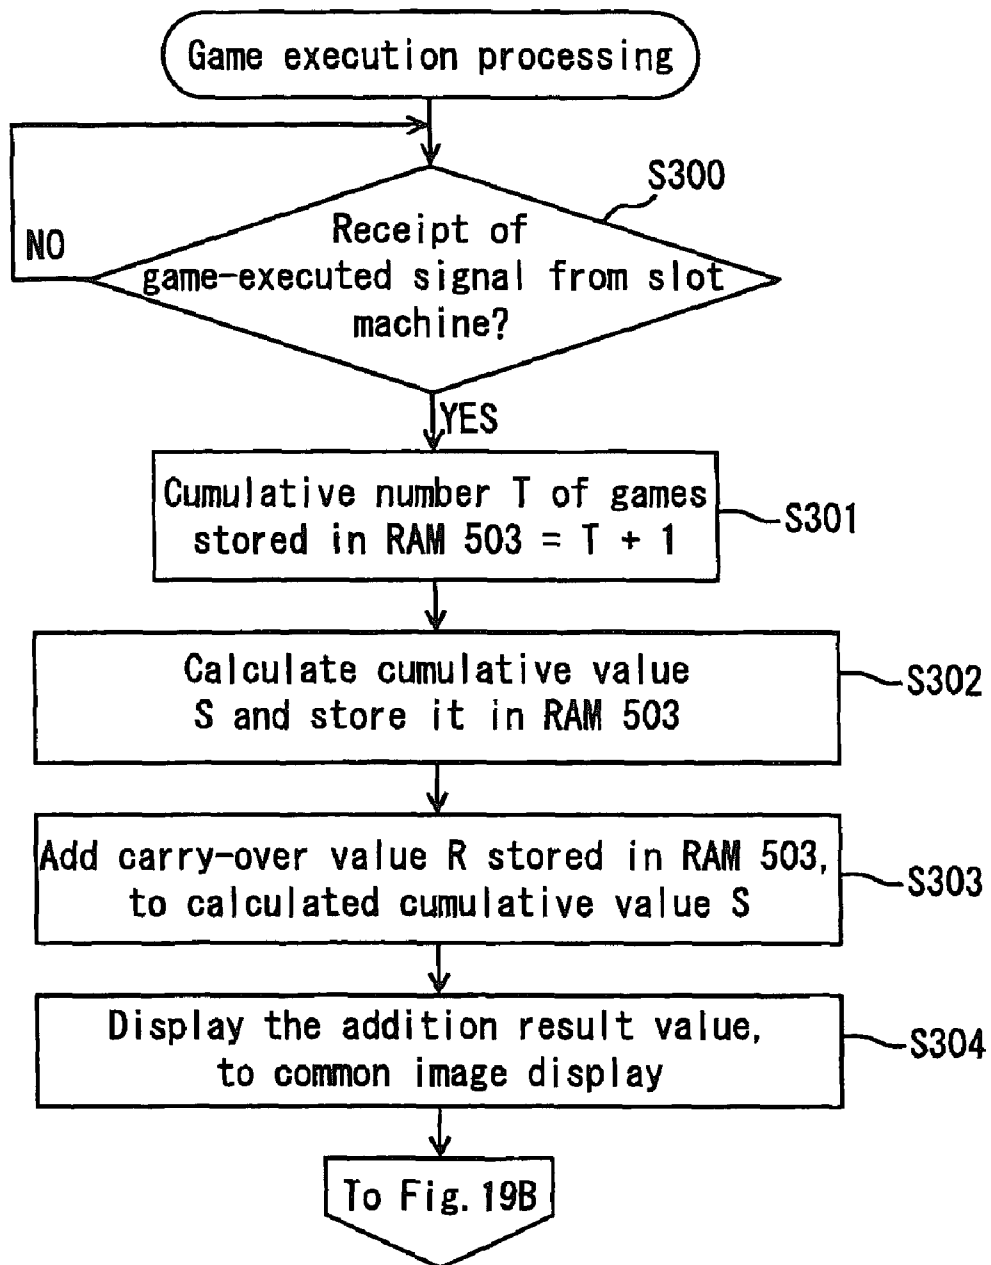 Game execution processing
S300
NO
Receipt of
game-executed signal from slot
machine?
YES
Cumulative number T of games
stored in RAM 503 = T + 1
S301
Calculate cumulative value
S and store it in RAM 503
S302
Add carry-over value R stored in RAM 503,
to calculated cumulative value S
S303
Display the addition result value,
to common image display
S304
To Fig. 19B